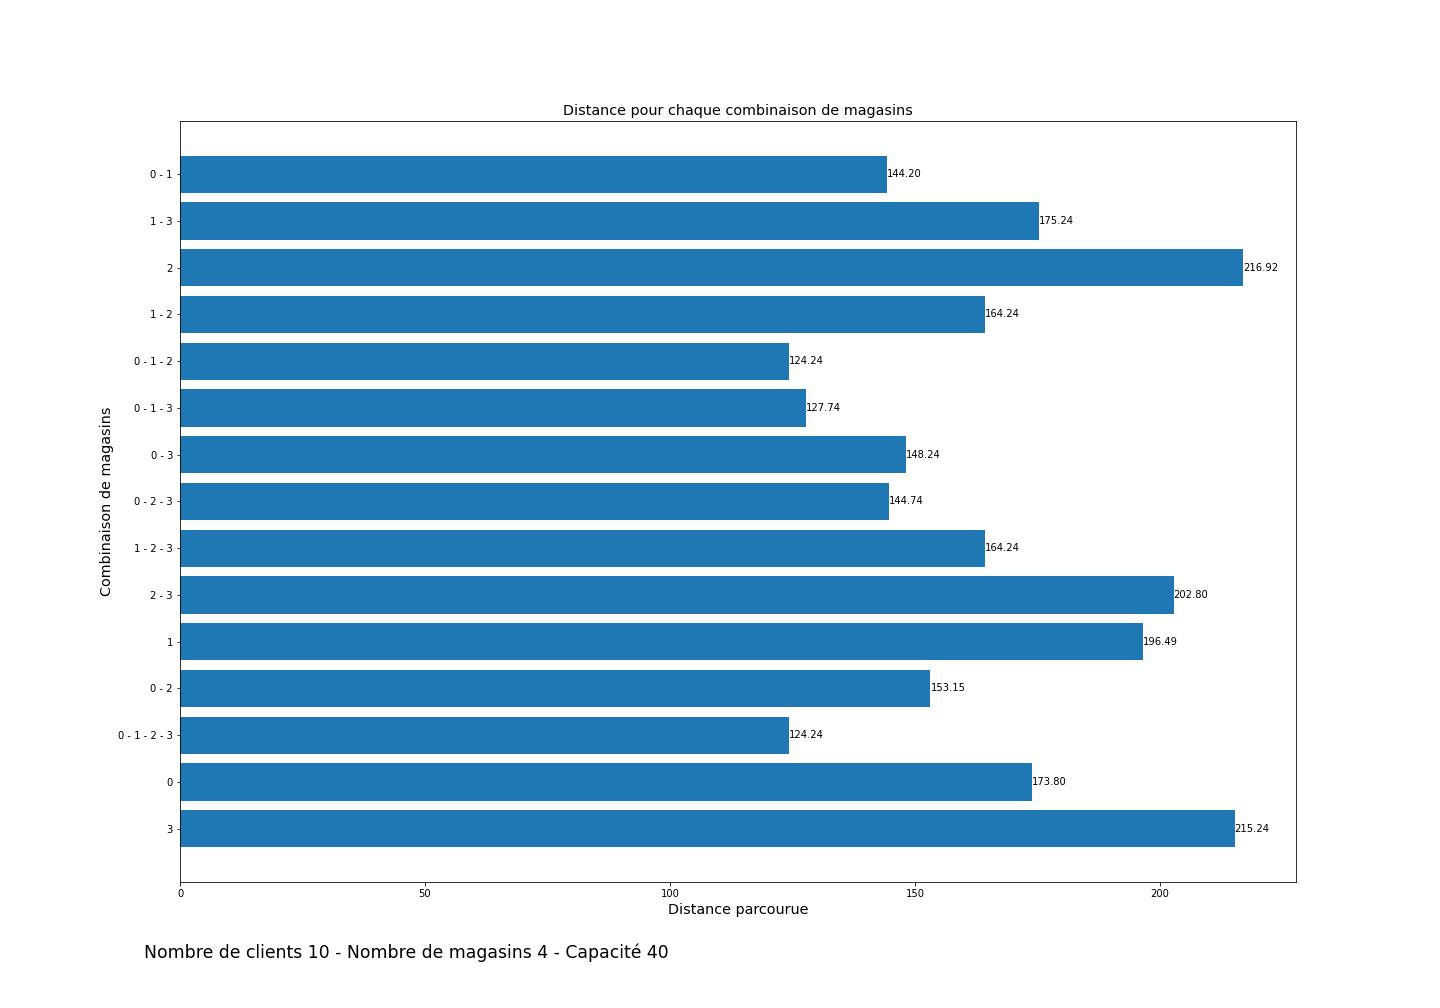 Distance pour chaque combinaison de magasins
0 - 1
144.20
1 - 3
175.24
2
216.92
1 - 2
164.24
0 - 1 - 2
124.24
0 - 1 - 3
127.74
0 - 3
148.24
0 - 2 - 3
144.74
1 - 2 - 3
164.24
2 - 3
202.80
1
196.49
0 - 2
153.15
0 - 1 - 2 - 3
124.24
0
173.80
3
215.24
Combinaison de magasins
0 50 100 150 200
Distance parcourue
Nombre de clients 10 - Nombre de magasins 4 - Capacité 40